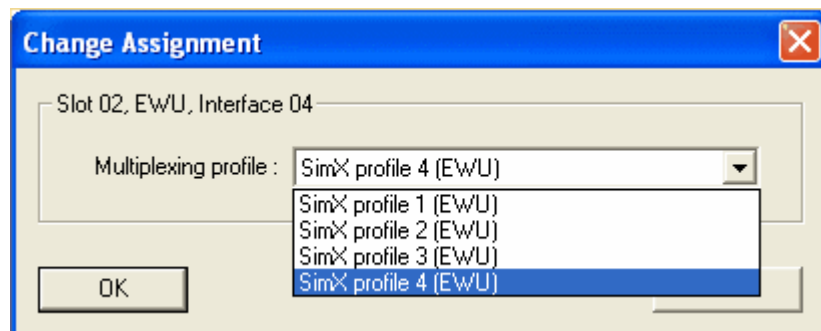 Change Assignment
Slot 02, EWU, Interface 04
Multiplexing profile : SimX profile 4 (EWU)
SimX profile 1 (EWU)
SimX profile 2 (EWU)
SimX profile 3 (EWU)
SimX profile 4 (EWU)
OK